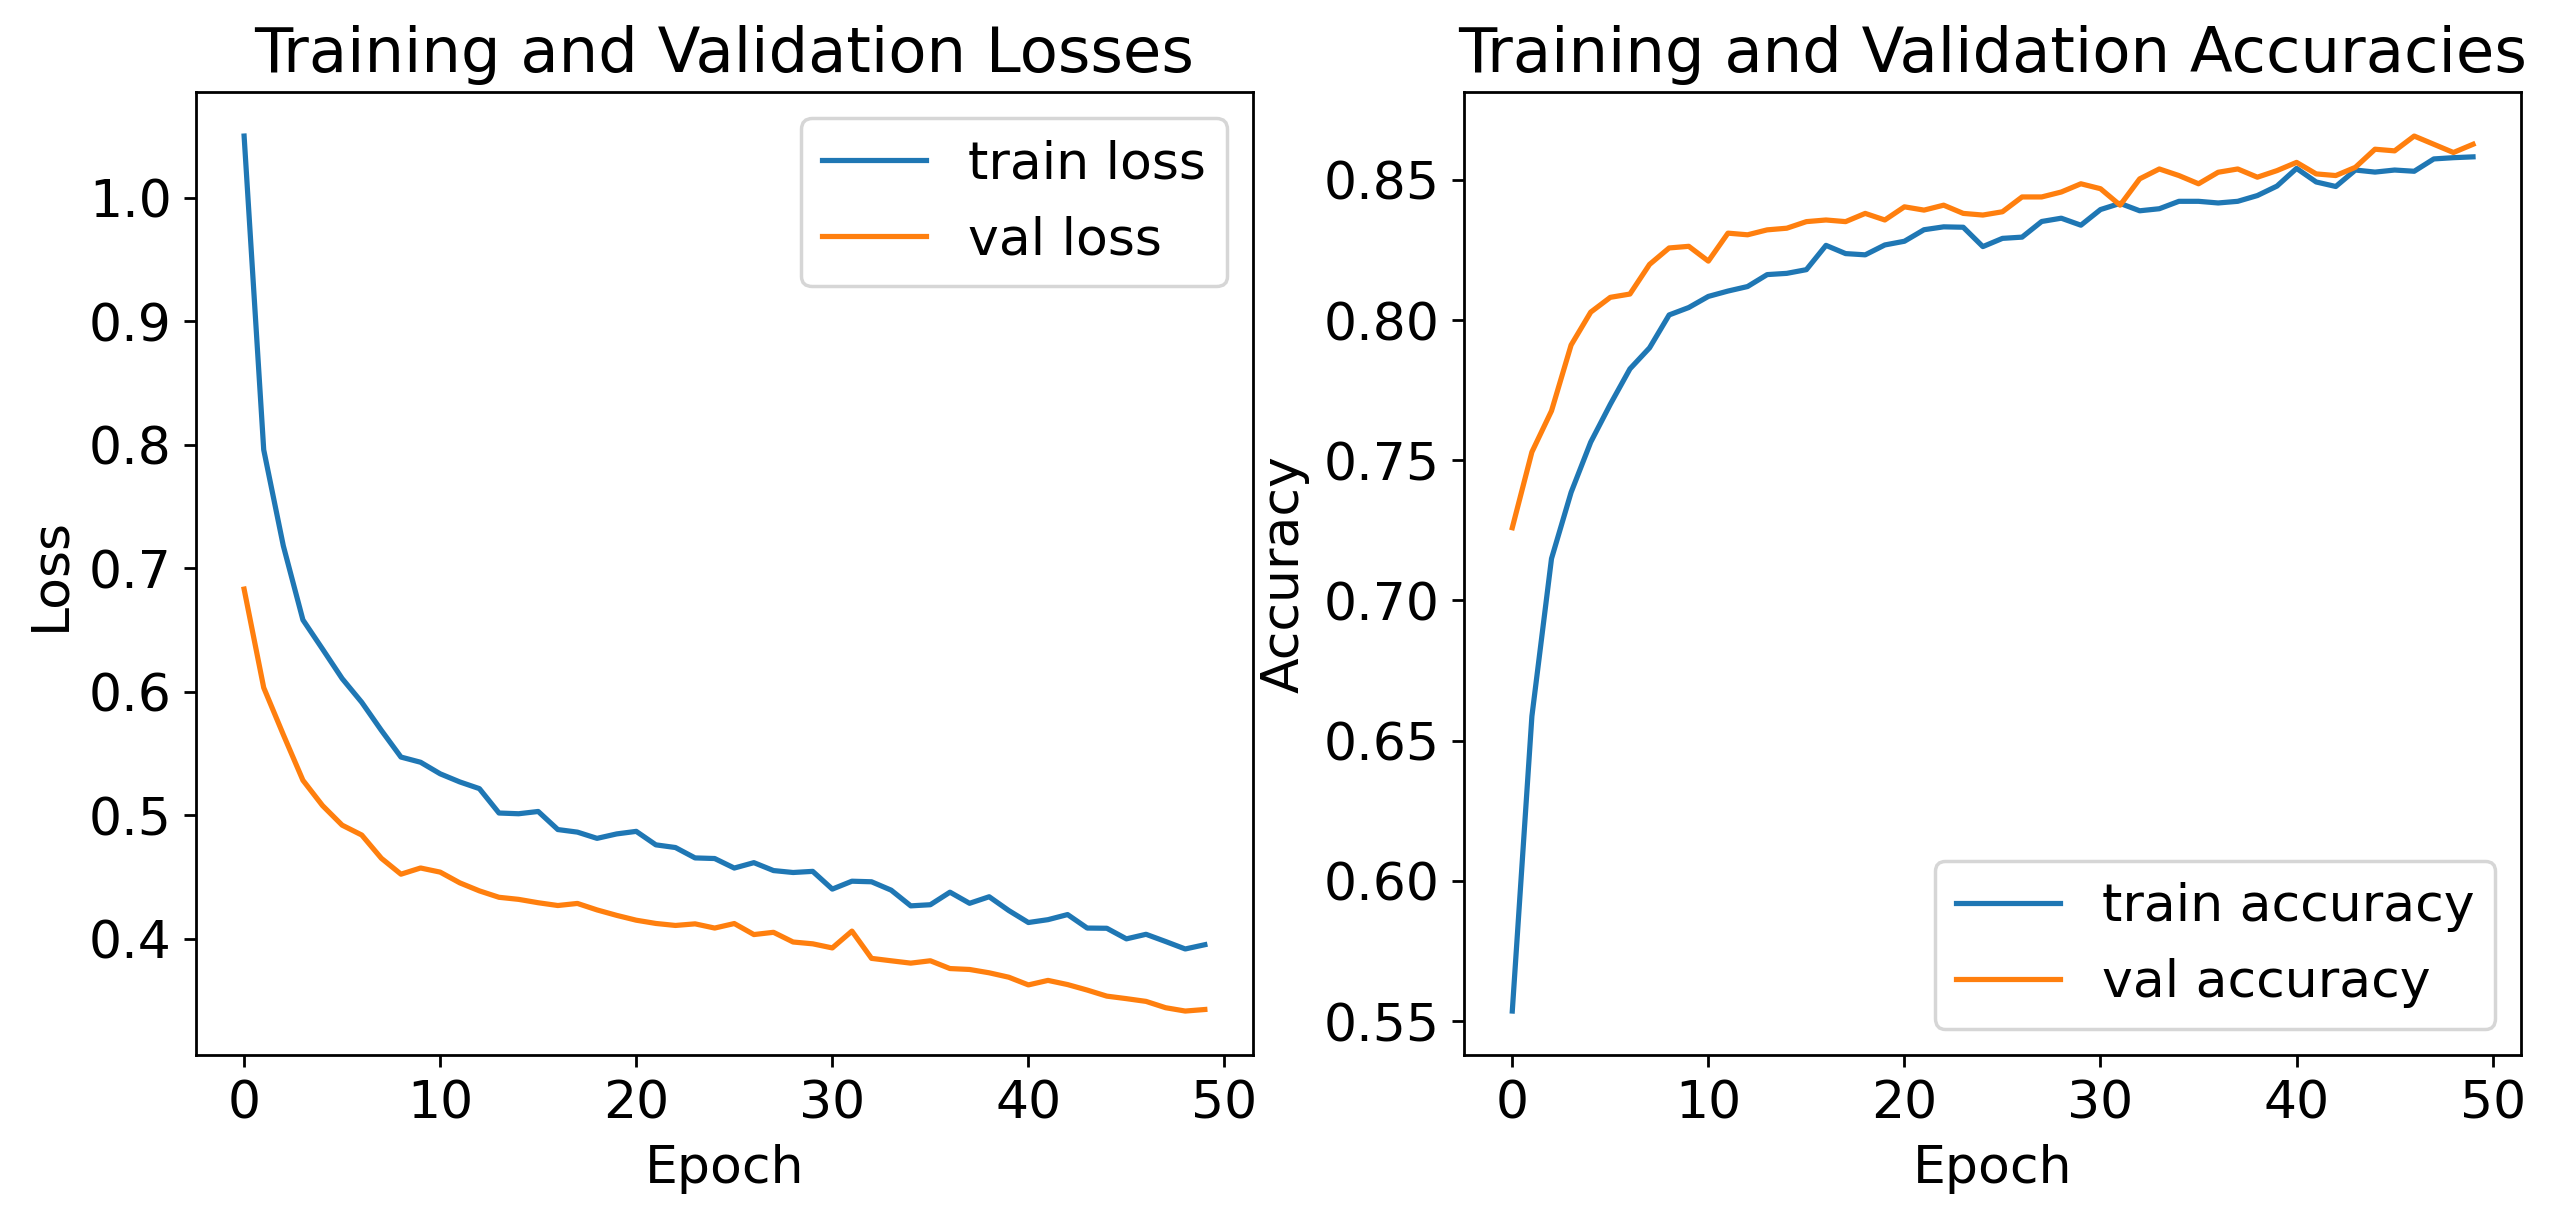 Training and Validation Losses
train loss
val loss
1.0
0.9
0.8
0.7
0.6
0.5
0.4
Loss
0 10 20 30 40 50
Epoch
Training and Validation Accuracies
0.85
0.80
0.75
0.70
0.65
0.60
0.55
Accuracy
train accuracy
val accuracy
0 10 20 30 40 50
Epoch